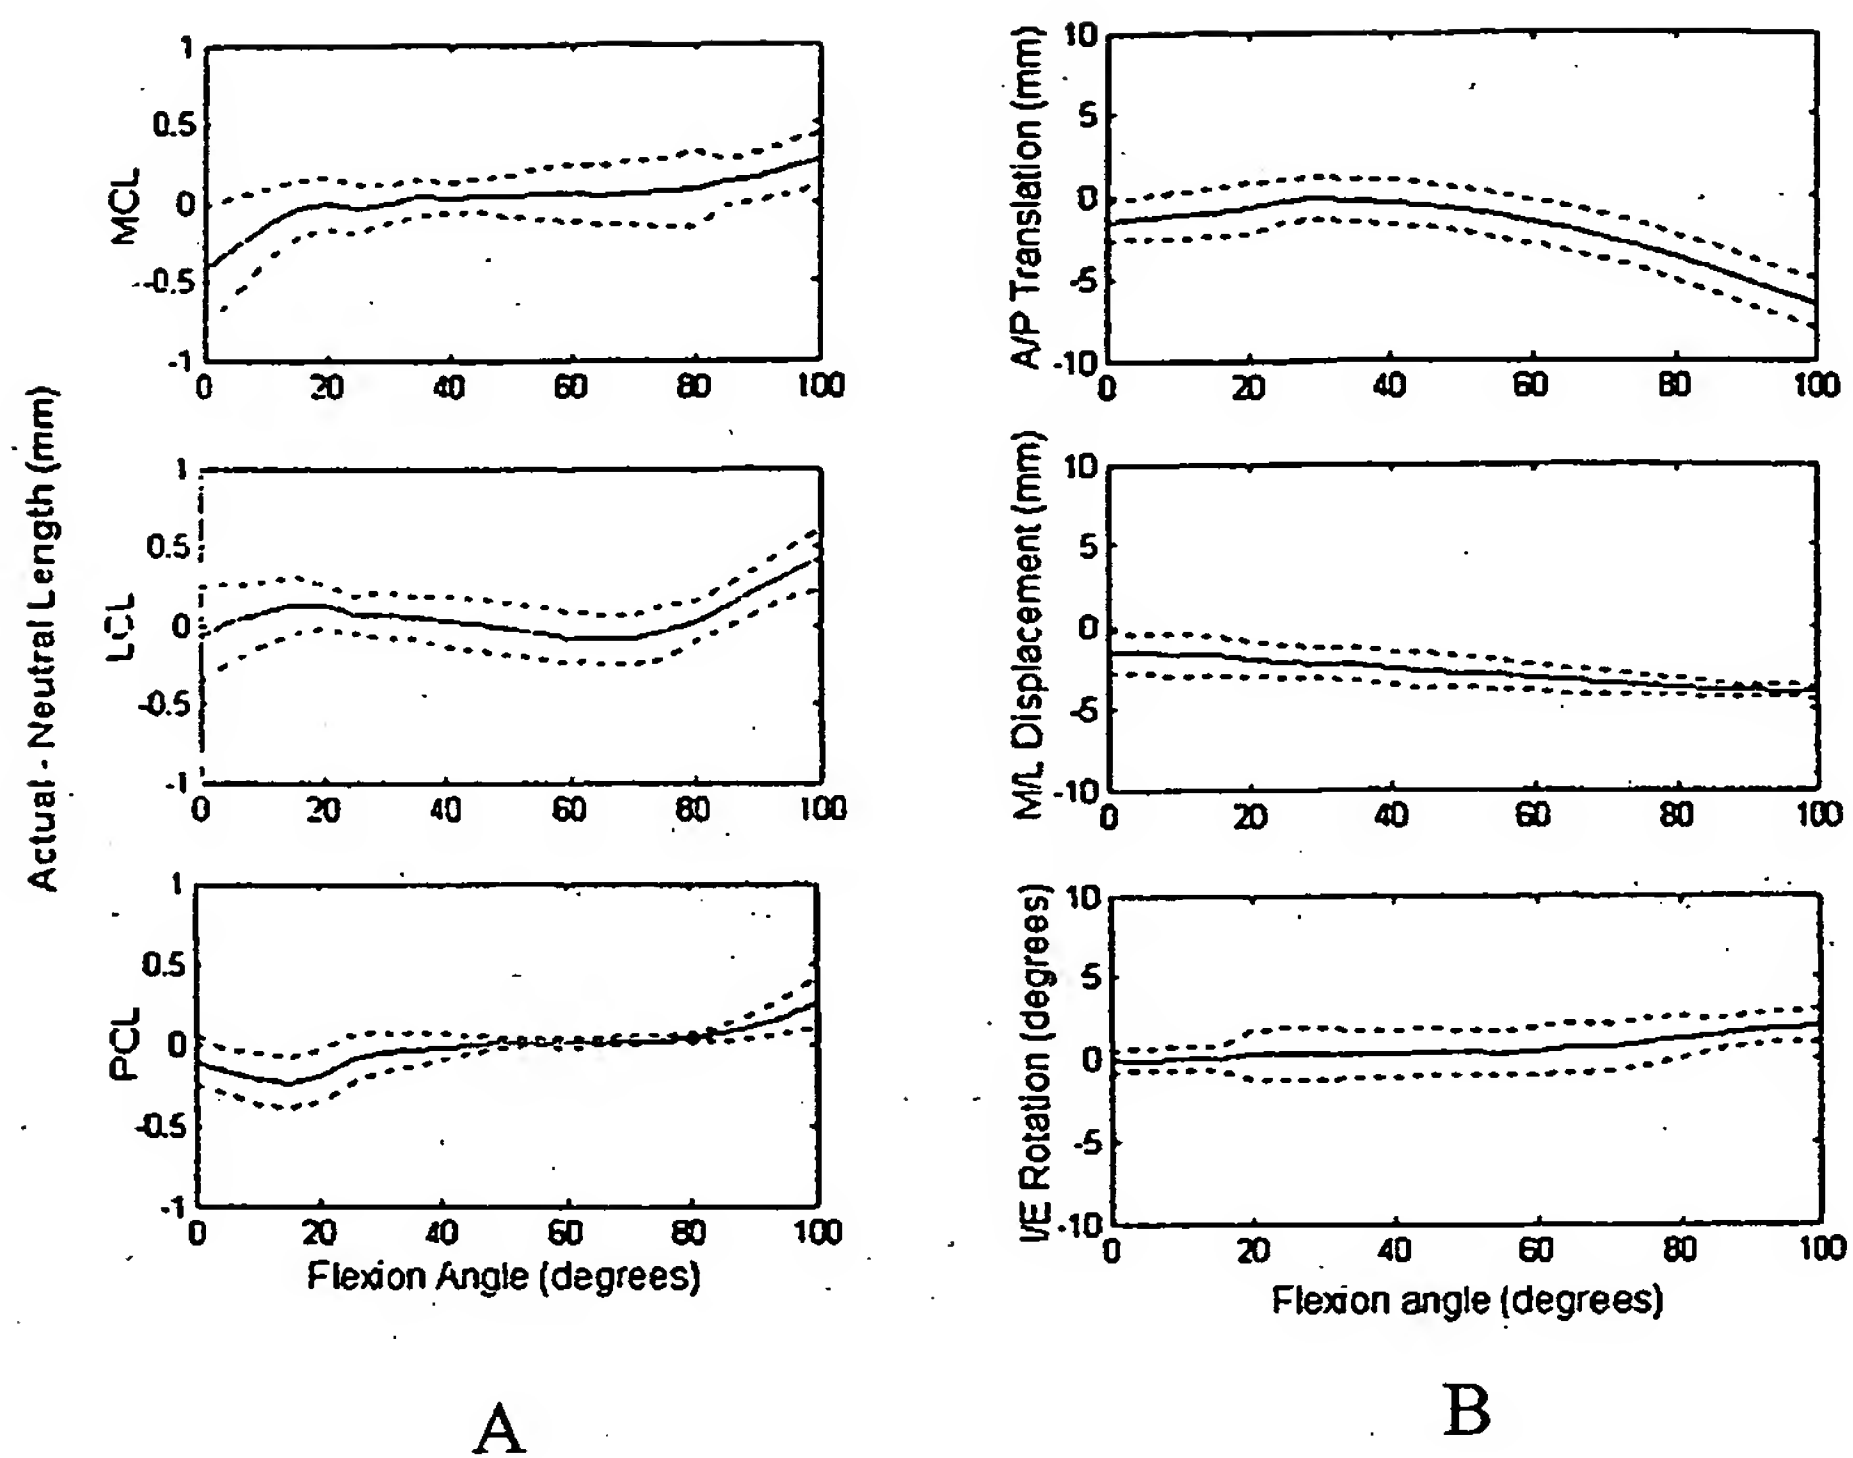 Actual - Neutral Length (mm)
MCL
1
0.5
0
-0.5
-1
0 20 40 60 80 100
LCL
1
0.5
0
-0.5
-1
0 20 40 60 80 100
PCL
1
0.5
0
-0.5
-1
0 20 40 60 80 100
Flexion Angle (degrees)
A
A/P Translation (mm)
10
5
0
-5
-10
0 20 40 60 80 100
M/L Displacement (mm)
10
5
0
-5
-10
0 20 40 60 80 100
I/E Rotation (degrees)
10
5
0
-5
-10
0 20 40 60 80 100
Flexion angle (degrees)
B